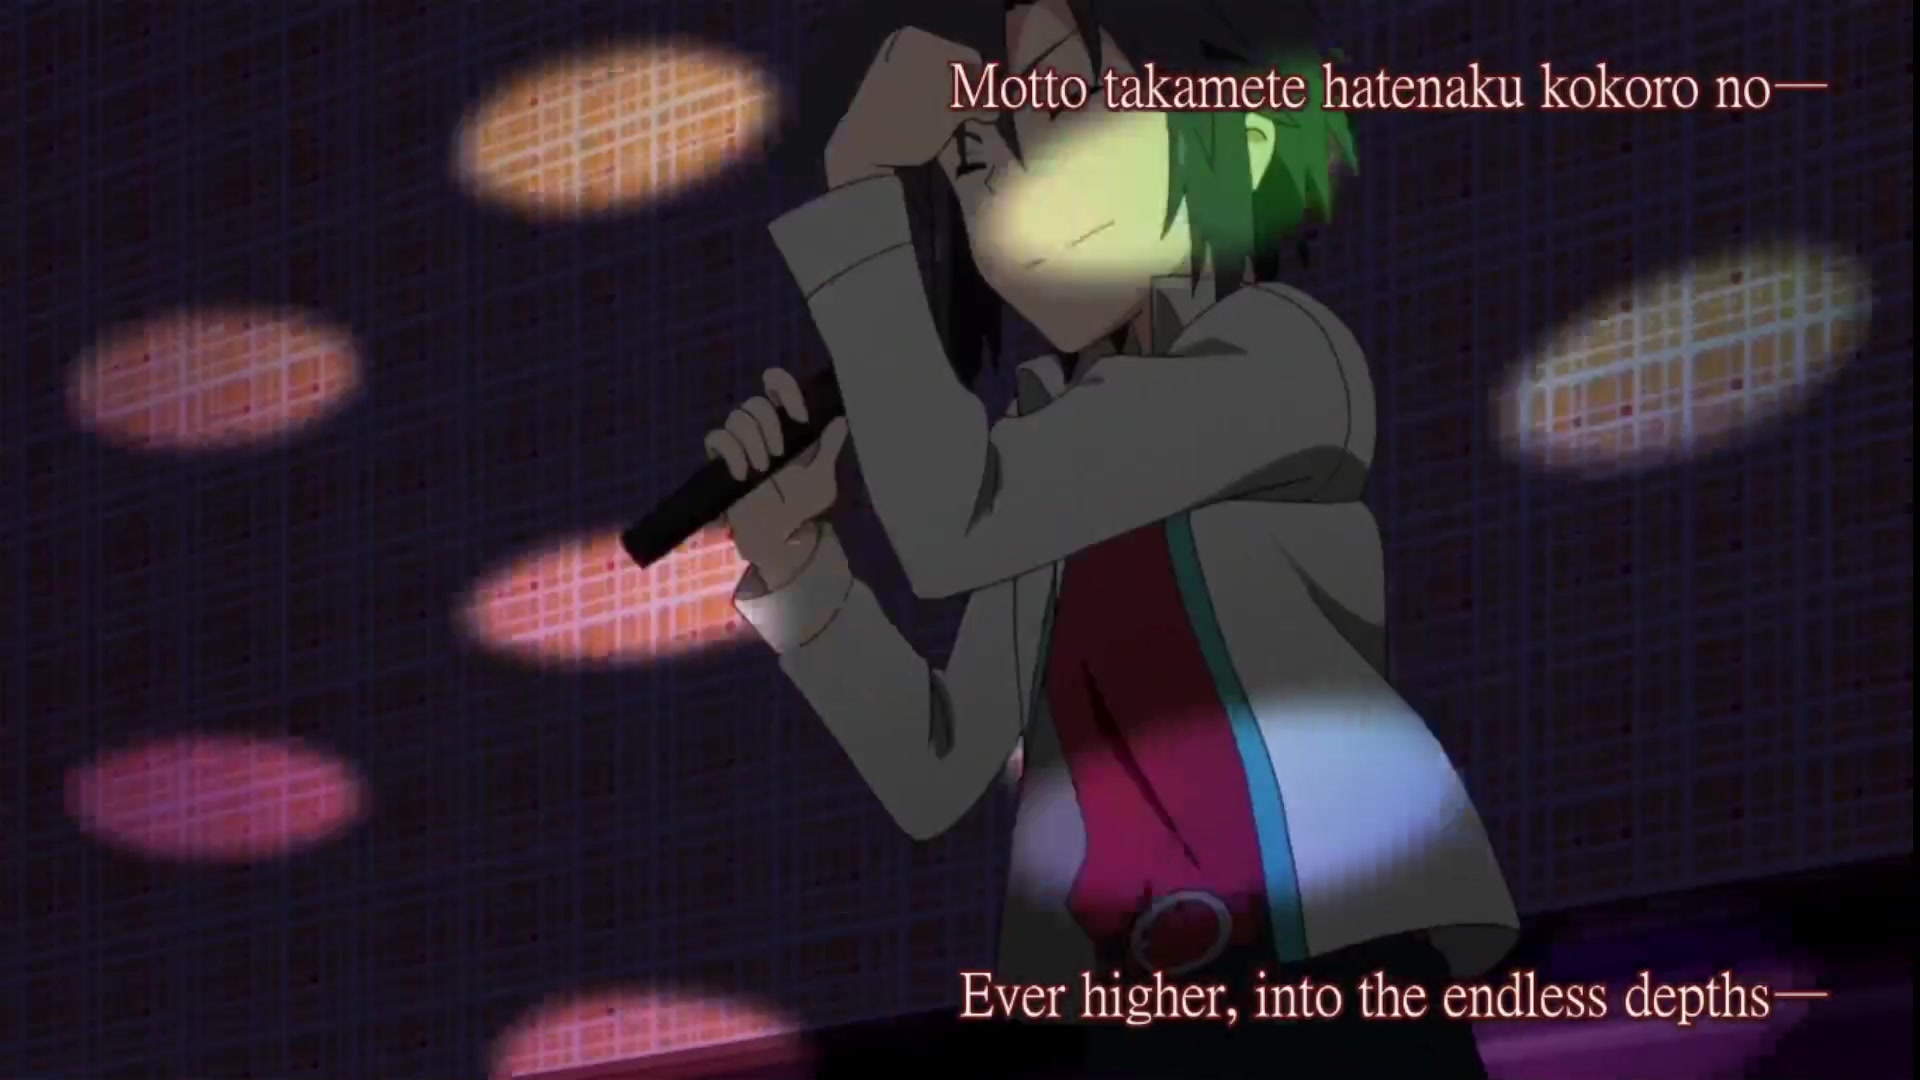 Motto takamete hatenaku kokoro no—
Ever higher, into the endless depths—